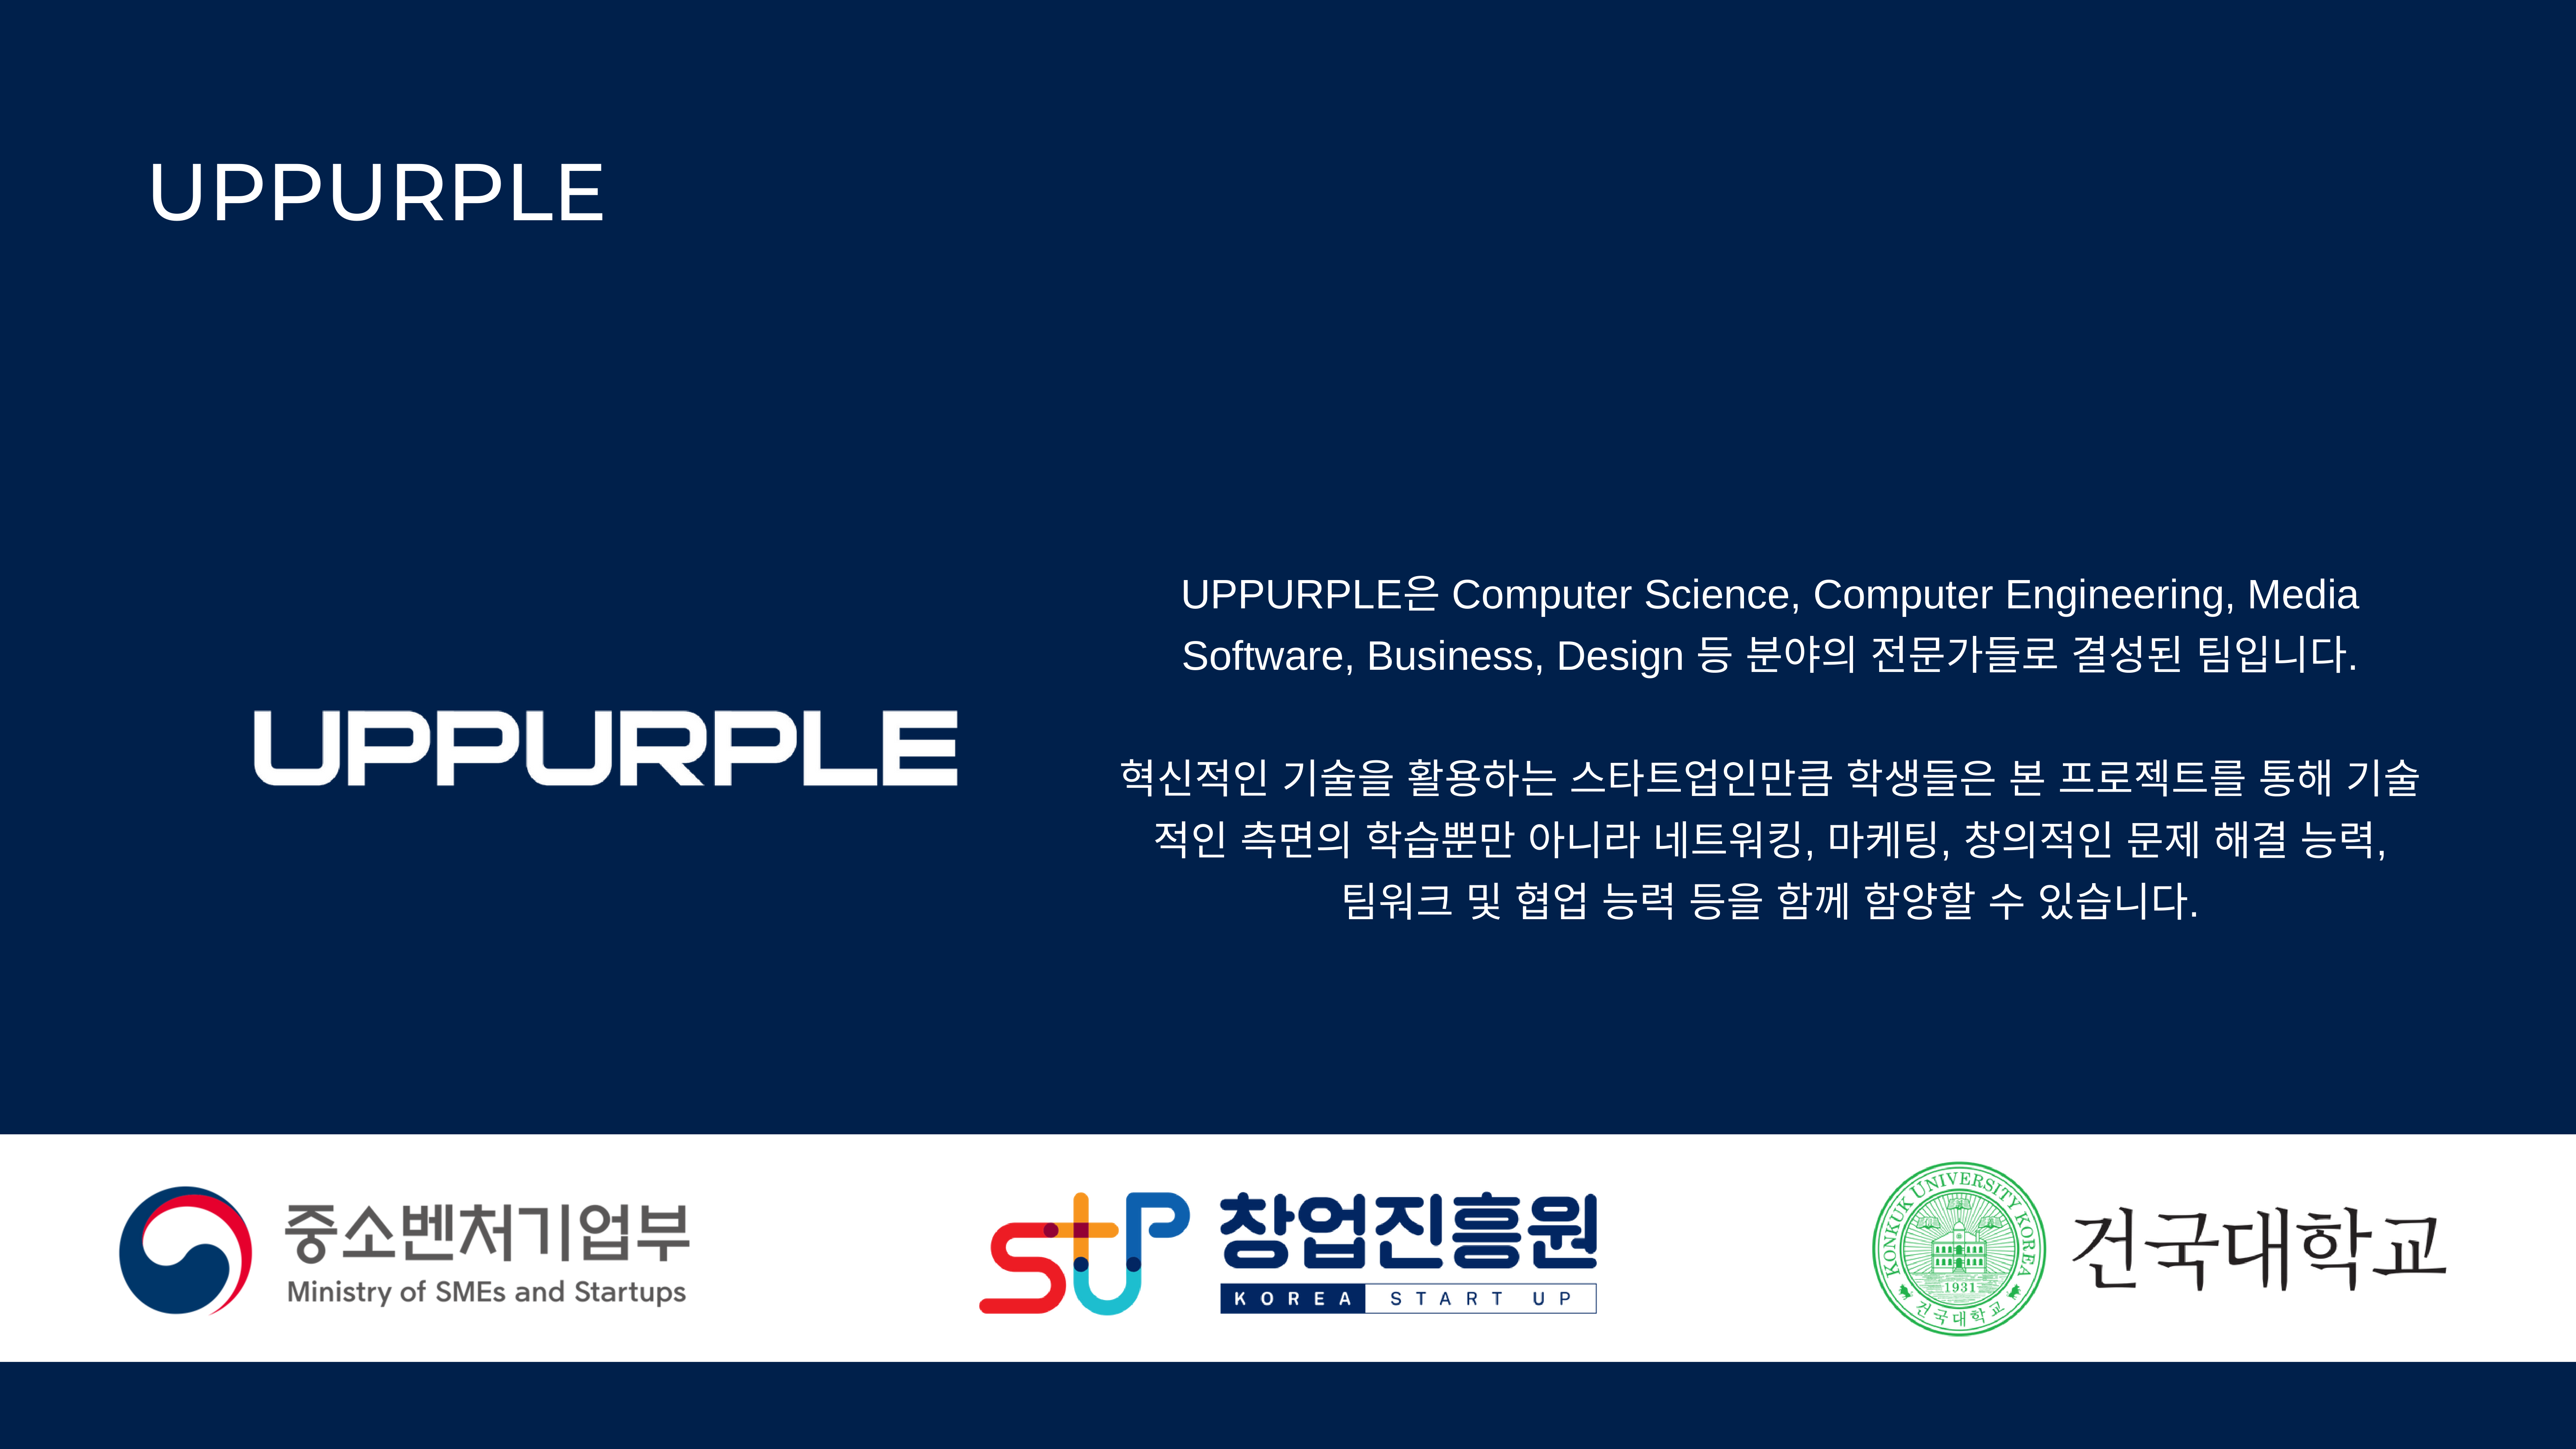 UPPURPLE
UPPURPLE
UPPURPLE은 Computer Science, Computer Engineering, Media
Software, Business, Design 등 분야의 전문가들로 결성된 팀입니다.
혁신적인 기술을 활용하는 스타트업인만큼 학생들은 본 프로젝트를 통해 기술
적인 측면의 학습뿐만 아니라 네트워킹, 마케팅, 창의적인 문제 해결 능력,
팀워크 및 협업 능력 등을 함께 함양할 수 있습니다.
중소벤처기업부
Ministry of SMEs and Startups
stUP
창업진흥원
KOREA START UP
KONKUK UNIVERSITY KOREA
1931
건국대학교
건국대학교